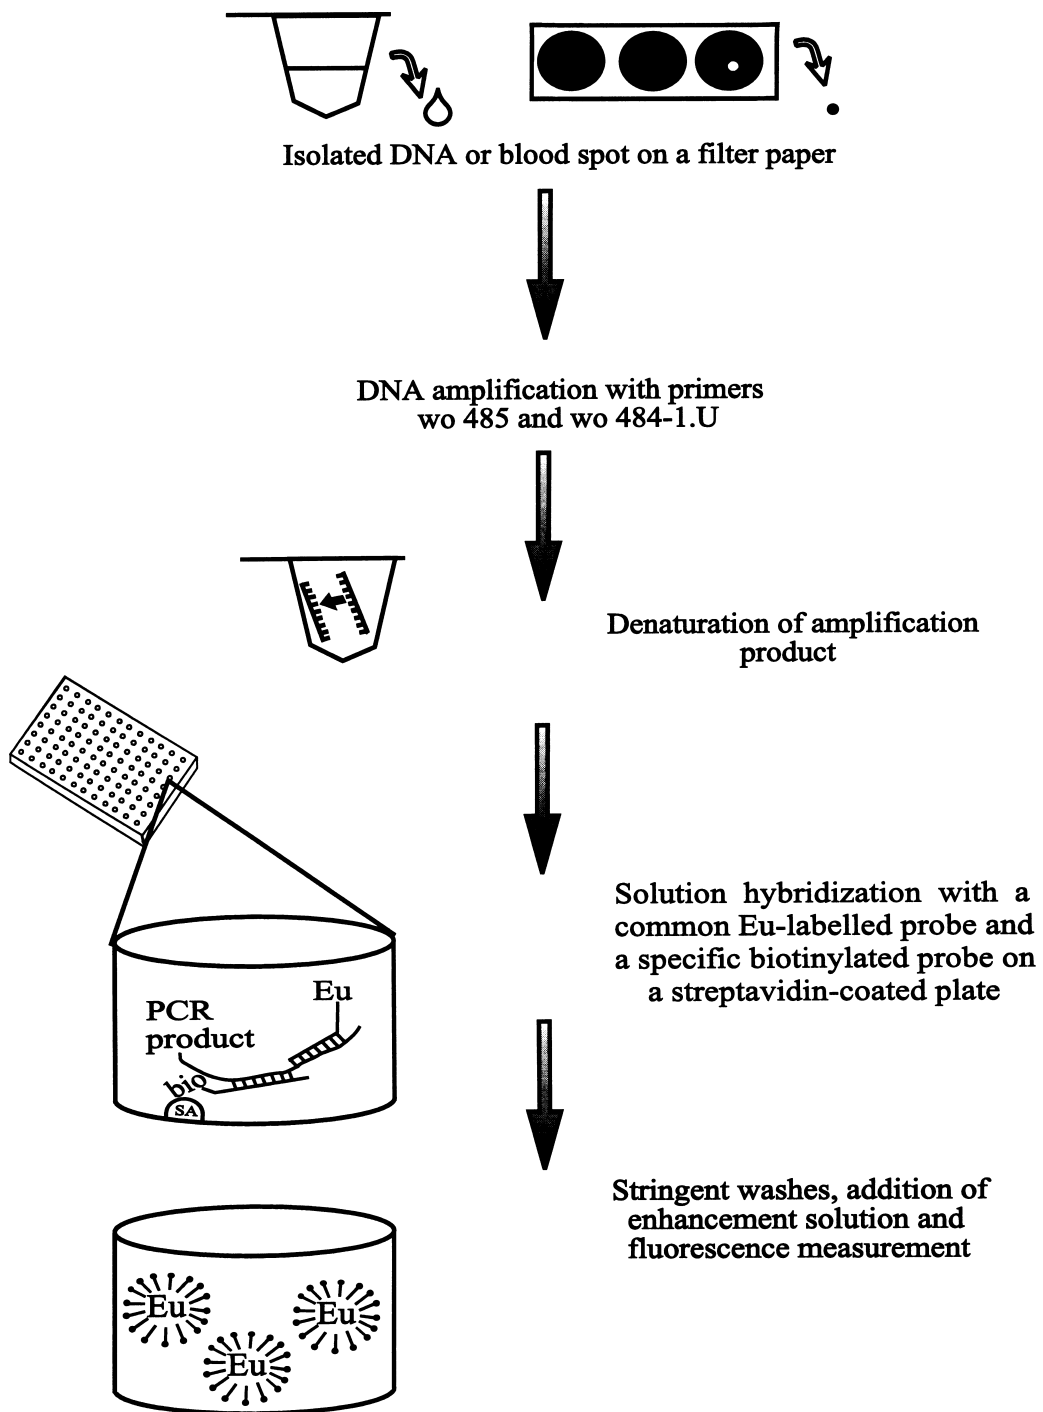 Isolated DNA or blood spot on a filter paper
DNA amplification with primers
wo 485 and wo 484-1.U
Denaturation of amplification
product
Solution hybridization with a
common Eu-labelled probe and
a specific biotinylated probe on
a streptavidin-coated plate
Eu
PCR
product
bio
SA
Stringent washes, addition of
enhancement solution and
fluorescence measurement
Eu
Eu
Eu